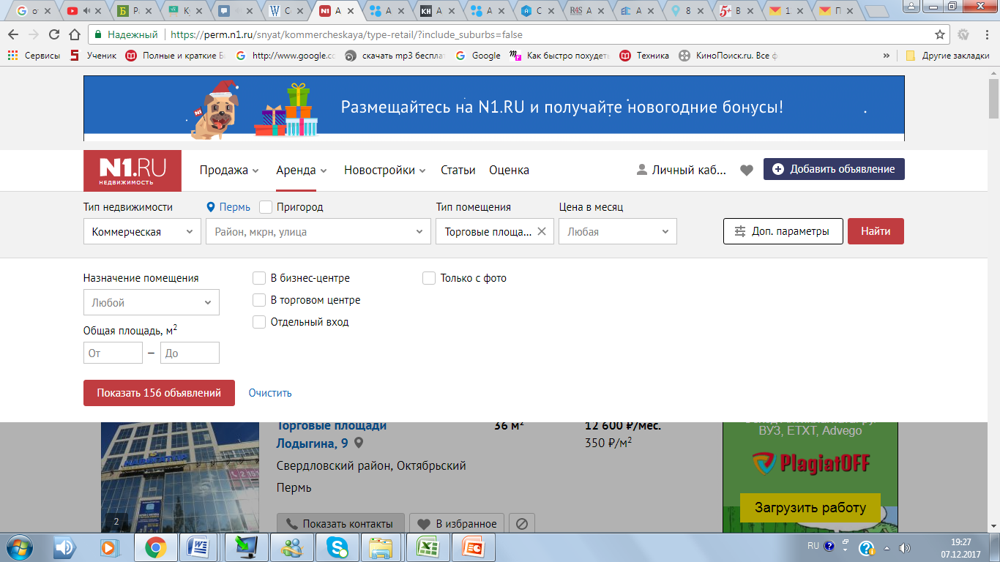 Надежный
https://perm.n1.ru/snyat/kommercheskaya/type-retail/?include_suburbs=false
Сервисы
Ученик
Полные и краткие
http://www.google.co
скачать mp3 бесплат
Google
Как быстро похудеть
Техника
КиноПоиск.ru. Все ф
»
Другие закладки
Размещайтесь на N1.RU и получайте новогодние бонусы!
N1
N1.RU
НЕДВИЖИМОСТЬ
Продажа
Аренда
Новостройки
Статьи
Оценка
Личный каб...
Добавить объявление
Тип недвижимости
Пермь
Пригород
Тип помещения
Цена в месяц
Коммерческая
Район, мкрн, улица
Торговые площа...
Любая
Доп. параметры
Найти
Назначение помещения
Любой
Общая площадь, м²
От
—
До
В бизнес-центре
В торговом центре
Отдельный вход
Только с фото
Показать 156 объявлений
Очистить
Торговые площади
Лодыгина, 9
36 м²
12 600 ₽/мес.
350 ₽/м²
Свердловский район, Октябрьский
Пермь
2
Показать контакты
В избранное
ВУЗ, ETXT, Advego
PlagiatOFF
Загрузить работу
RU
19:27
07.12.2017